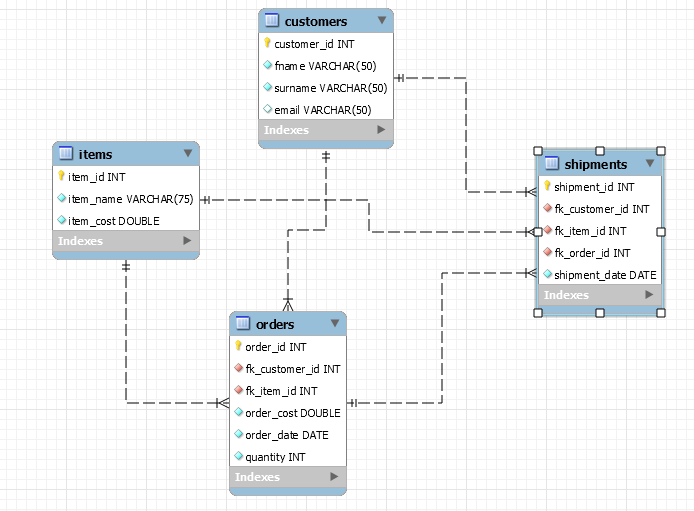 customers
customer_id INT
fname VARCHAR(50)
surname VARCHAR(50)
email VARCHAR(50)
Indexes
items
item_id INT
item_name VARCHAR(75)
item_cost DOUBLE
Indexes
shipments
shipment_id INT
fk_customer_id INT
fk_item_id INT
fk_order_id INT
shipment_date DATE
Indexes
orders
order_id INT
fk_customer_id INT
fk_item_id INT
order_cost DOUBLE
order_date DATE
quantity INT
Indexes